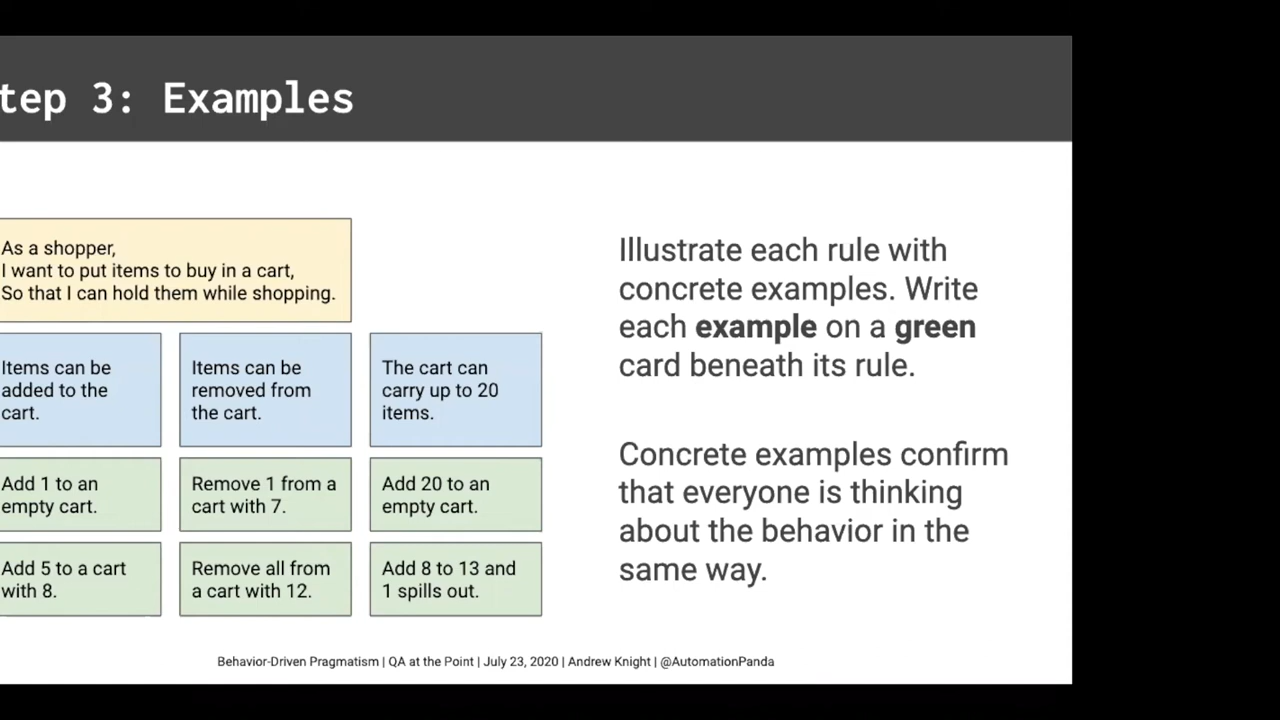 tep 3: Examples
As a shopper,
I want to put items to buy in a cart,
So that I can hold them while shopping.
Items can be
added to the
cart.
Items can be
removed from
the cart.
The cart can
carry up to 20
items.
Add 1 to an
empty cart.
Remove 1 from a
cart with 7.
Add 20 to an
empty cart.
Add 5 to a cart
with 8.
Remove all from
a cart with 12.
Add 8 to 13 and
1 spills out.
Illustrate each rule with
concrete examples. Write
each example on a green
card beneath its rule.
Concrete examples confirm
that everyone is thinking
about the behavior in the
same way.
Behavior-Driven Pragmatism | QA at the Point | July 23, 2020 | Andrew Knight | @AutomationPanda